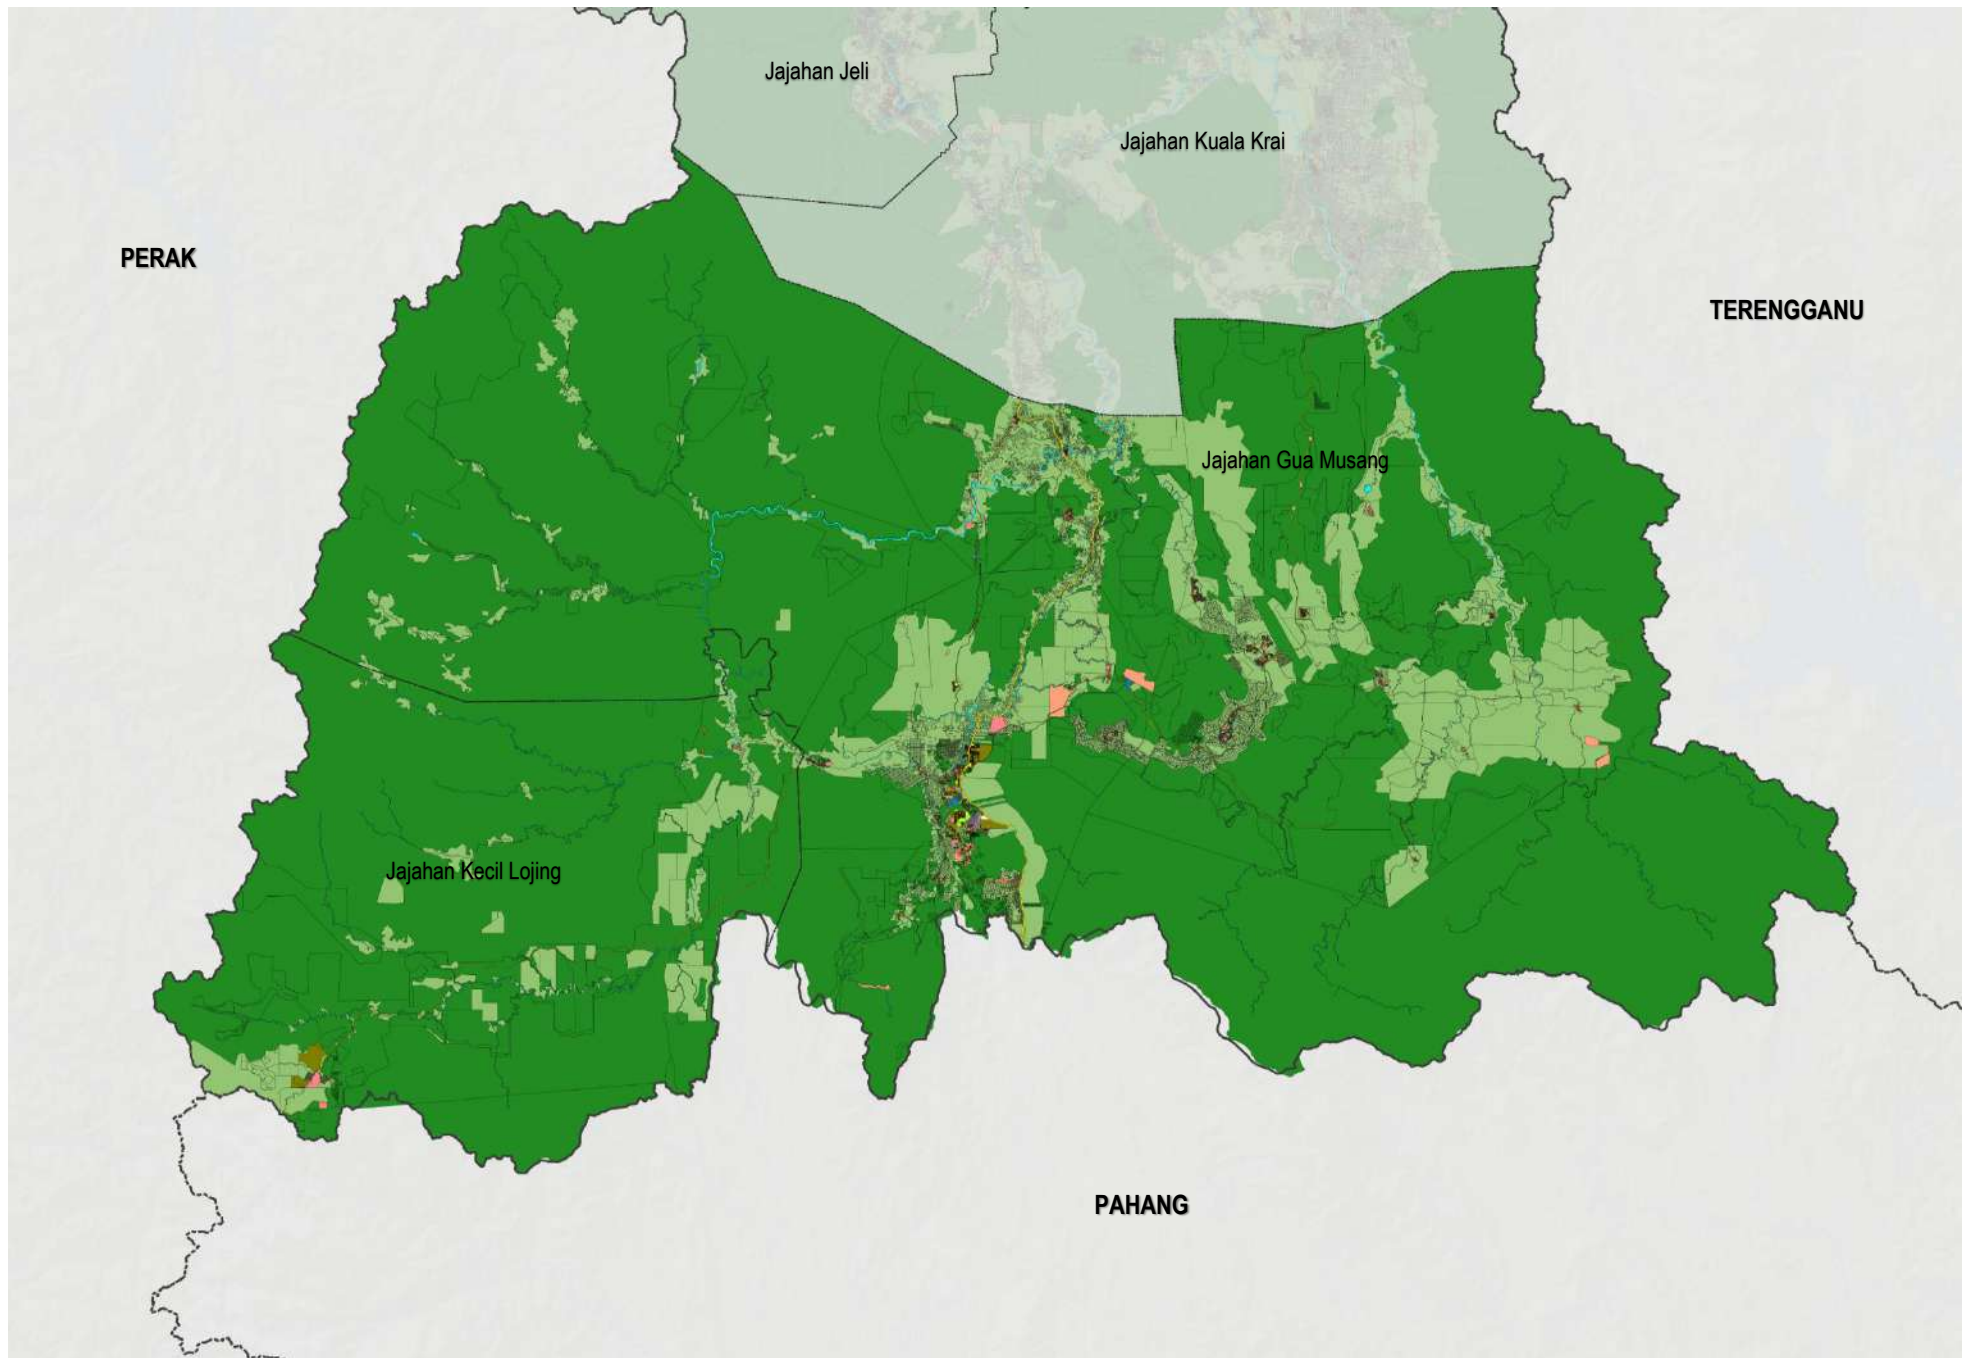 Jajahan Jeli
Jajahan Kuala Krai
PERAK
TERENGGANU
Jajahan Gua Musang
Jajahan Kecil Lojing
PAHANG